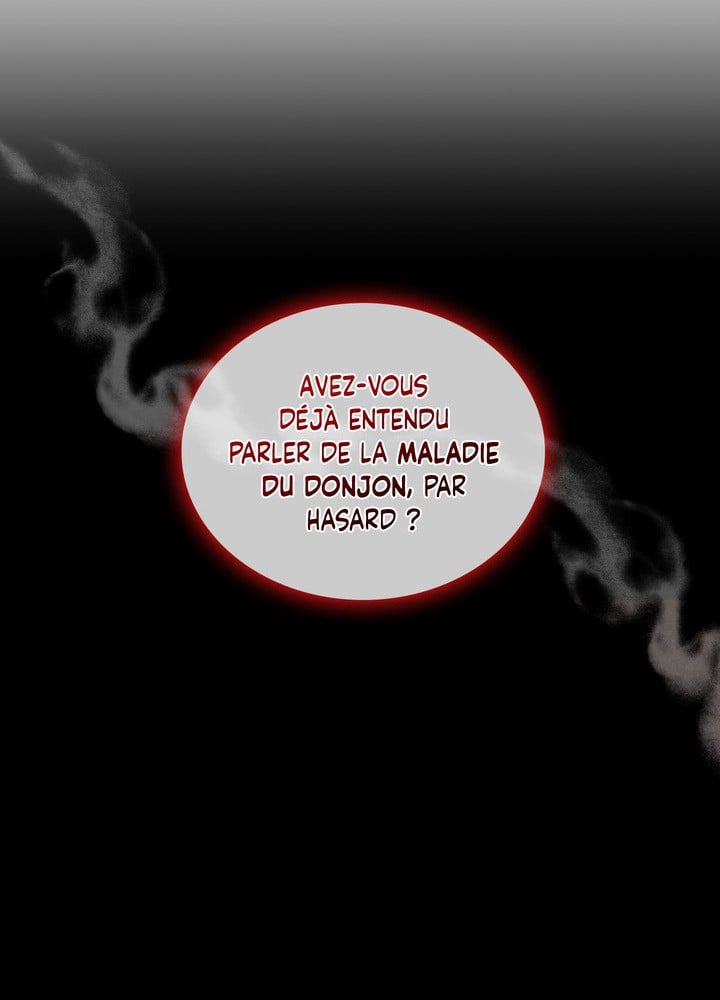 AVEZ-VOUS
DÉJÀ ENTENDU
PARLER DE LA MALADIE
DU DONJON, PAR
HASARD ?